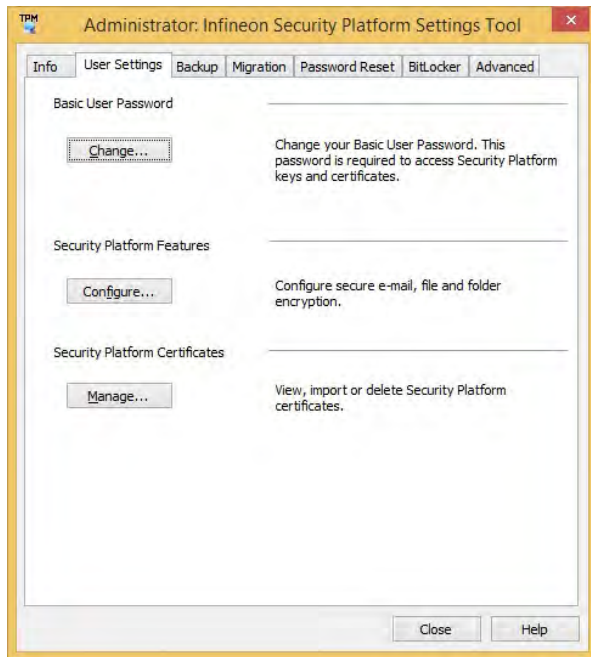 TPM
Administrator: Infineon Security Platform Settings Tool
Info User Settings Backup Migration Password Reset BitLocker Advanced
Basic User Password
Change...
Change your Basic User Password. This
password is required to access Security Platform
keys and certificates.
Security Platform Features
Configure...
Configure secure e-mail, file and folder
encryption.
Security Platform Certificates
Manage...
View, import or delete Security Platform
certificates.
Close Help